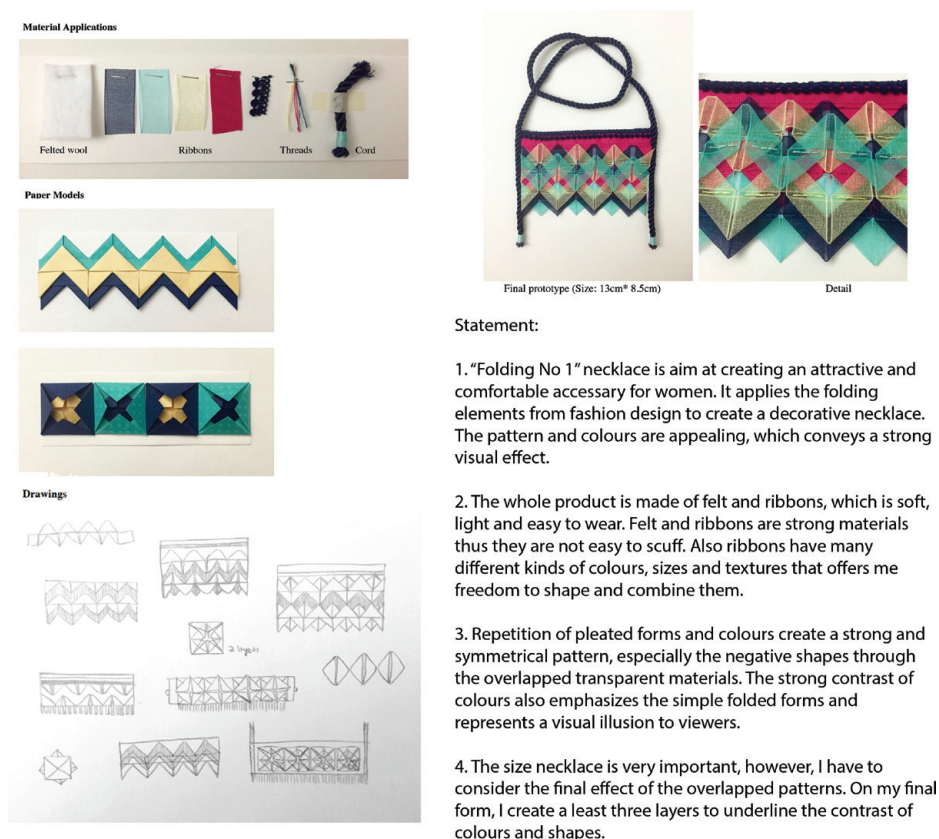 Material Applications
Felted wool
Ribbons
Threads
Cord
Paper Models
Drawings
2 layers
Final prototype (Size: 13cm* 8.5cm)
Detail
Statement:
1. “Folding No 1” necklace is aim at creating an attractive and
comfortable accessary for women. It applies the folding
elements from fashion design to create a decorative necklace.
The pattern and colours are appealing, which conveys a strong
visual effect.
2. The whole product is made of felt and ribbons, which is soft,
light and easy to wear. Felt and ribbons are strong materials
thus they are not easy to scuff. Also ribbons have many
different kinds of colours, sizes and textures that offers me
freedom to shape and combine them.
3. Repetition of pleated forms and colours create a strong and
symmetrical pattern, especially the negative shapes through
the overlapped transparent materials. The strong contrast of
colours also emphasizes the simple folded forms and
represents a visual illusion to viewers.
4. The size necklace is very important, however, I have to
consider the final effect of the overlapped patterns. On my final
form, I create a least three layers to underline the contrast of
colours and shapes.